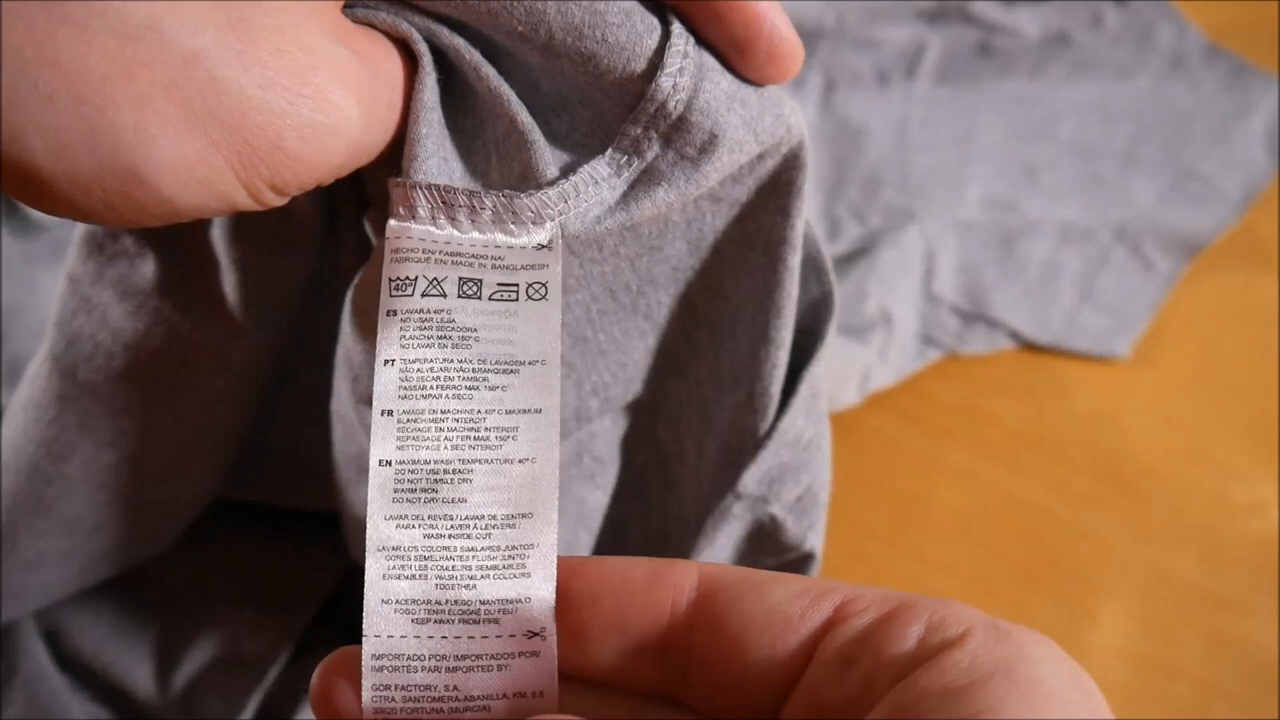 HECHO EN/ FABRICADO NA/
FABRIQUÉ EN/ MADE IN: BANGLADESH
40°
ES LAVAR A 40° C
NO USAR LEJIA
NO USAR SECADORA
PLANCHA MÁX. 150° C
NO LAVAR EN SECO
PT TEMPERATURA MÁX. DE LAVAGEM 40° C
NÃO ALVEJAR/ NÃO BRANQUEAR
NÃO SECAR EM TAMBOR
PASSAR A FERRO MAX. 150° C
NÃO LIMPAR A SECO
FR LAVAGE EN MACHINE A 40° C MAXIMUM
BLANCHIMENT INTERDIT
SÉCHAGE EN MACHINE INTERDIT
REPASSAGE AU FER MAX. 150° C
NETTOYAGE À SEC INTERDIT
EN MAXIMUM WASH TEMPERATURE 40° C
DO NOT USE BLEACH
DO NOT TUMBLE DRY
WARM IRON
DO NOT DRY CLEAN
LAVAR DEL REVÉS / LAVAR DE DENTRO
PARA FORA / LAVER À L'ENVERS /
WASH INSIDE OUT
LAVAR LOS COLORES SIMILARES JUNTOS /
CORES SEMELHANTES FLUSH JUNTO /
LAVER LES COULEURS SEMBLABLES
ENSEMBLES / WASH SIMILAR COLOURS
TOGETHER
NO ACERCAR AL FUEGO / MANTENHA O
FOGO / TENIR ÉLOIGNÉ DU FEU /
KEEP AWAY FROM FIRE
IMPORTADO POR/ IMPORTADOS POR/
IMPORTÉS PAR/ IMPORTED BY:
GOR FACTORY, S.A.
CTRA. SANTOMERA-ABANILLA, KM. 8.8
30620 FORTUNA (MURCIA)